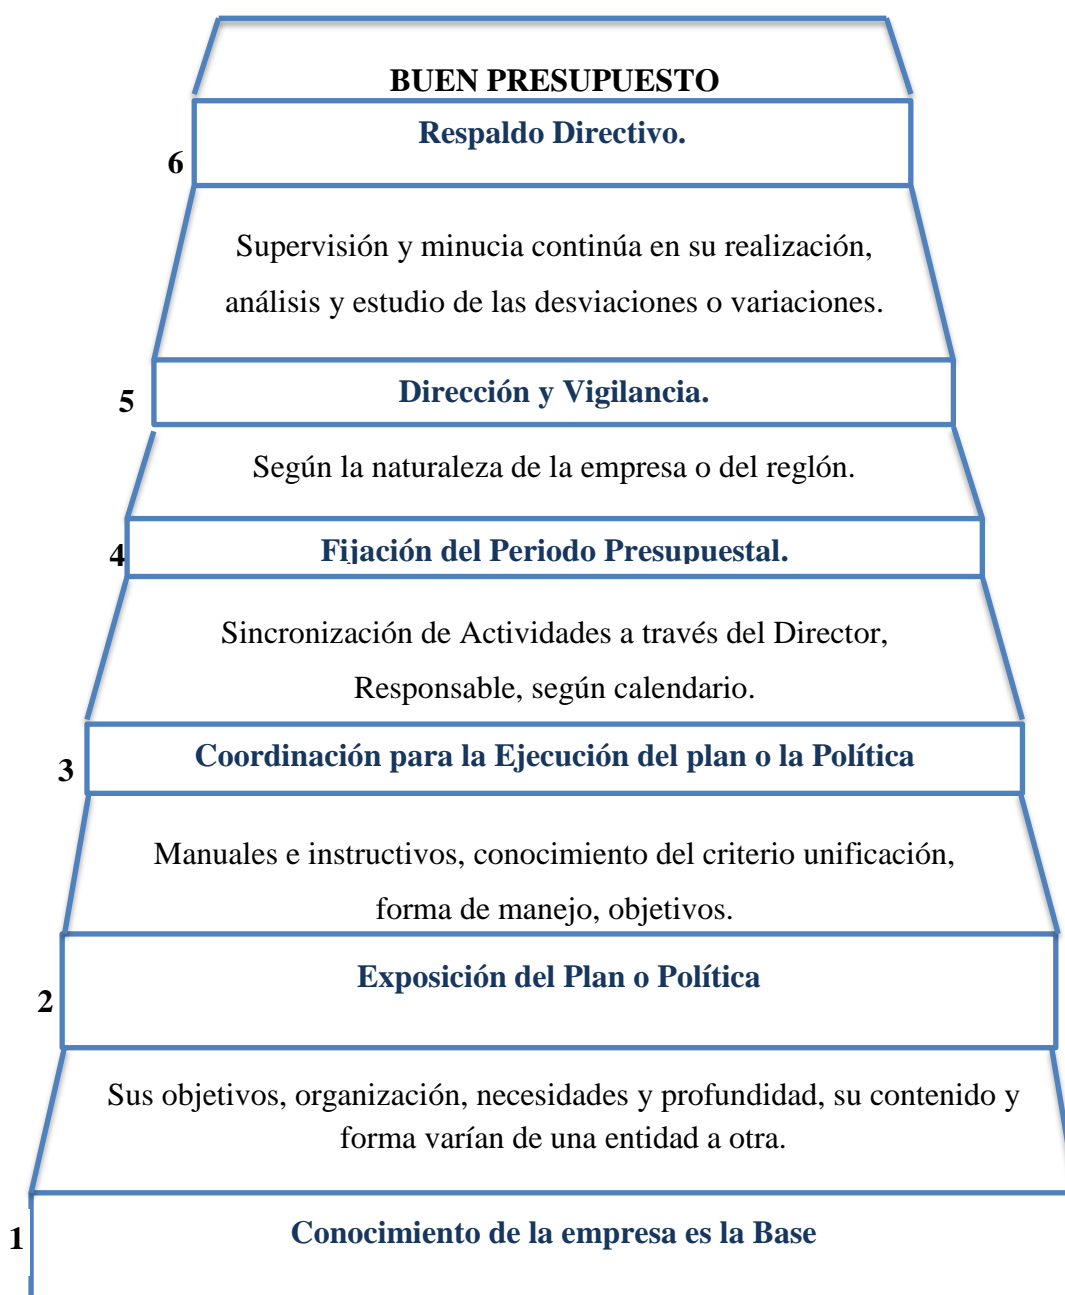 BUEN PRESUPUESTO
6
Respaldo Directivo.
Supervisión y minucia continúa en su realización,
análisis y estudio de las desviaciones o variaciones.
5
Dirección y Vigilancia.
Según la naturaleza de la empresa o del reglón.
4
Fijación del Periodo Presupuestal.
Sincronización de Actividades a través del Director,
Responsable, según calendario.
3
Coordinación para la Ejecución del plan o la Política
Manuales e instructivos, conocimiento del criterio unificación,
forma de manejo, objetivos.
2
Exposición del Plan o Política
Sus objetivos, organización, necesidades y profundidad, su contenido y
forma varían de una entidad a otra.
1
Conocimiento de la empresa es la Base